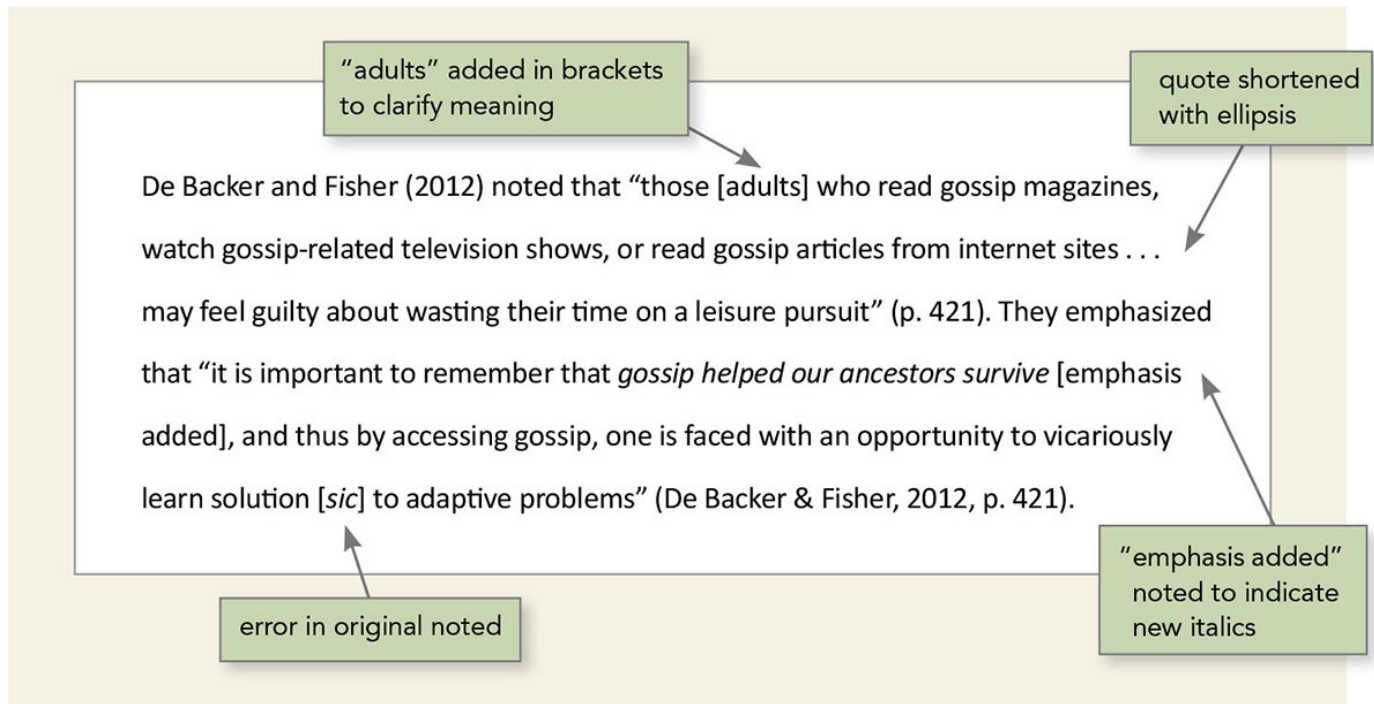 “adults” added in brackets
to clarify meaning
quote shortened
with ellipsis
De Backer and Fisher (2012) noted that “those [adults] who read gossip magazines,
watch gossip-related television shows, or read gossip articles from internet sites . . .
may feel guilty about wasting their time on a leisure pursuit” (p. 421). They emphasized
that “it is important to remember that gossip helped our ancestors survive [emphasis
added], and thus by accessing gossip, one is faced with an opportunity to vicariously
learn solution [sic] to adaptive problems” (De Backer & Fisher, 2012, p. 421).
“emphasis added”
noted to indicate
new italics
error in original noted